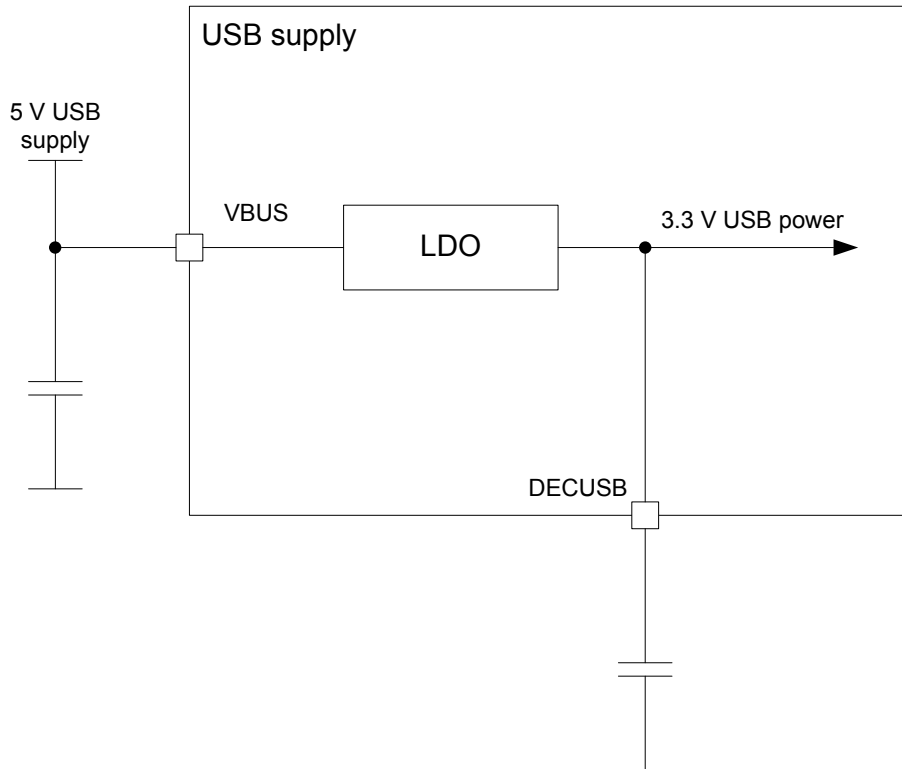 USB supply
5 V USB
supply
VBUS
LDO
3.3 V USB power
DECUSB